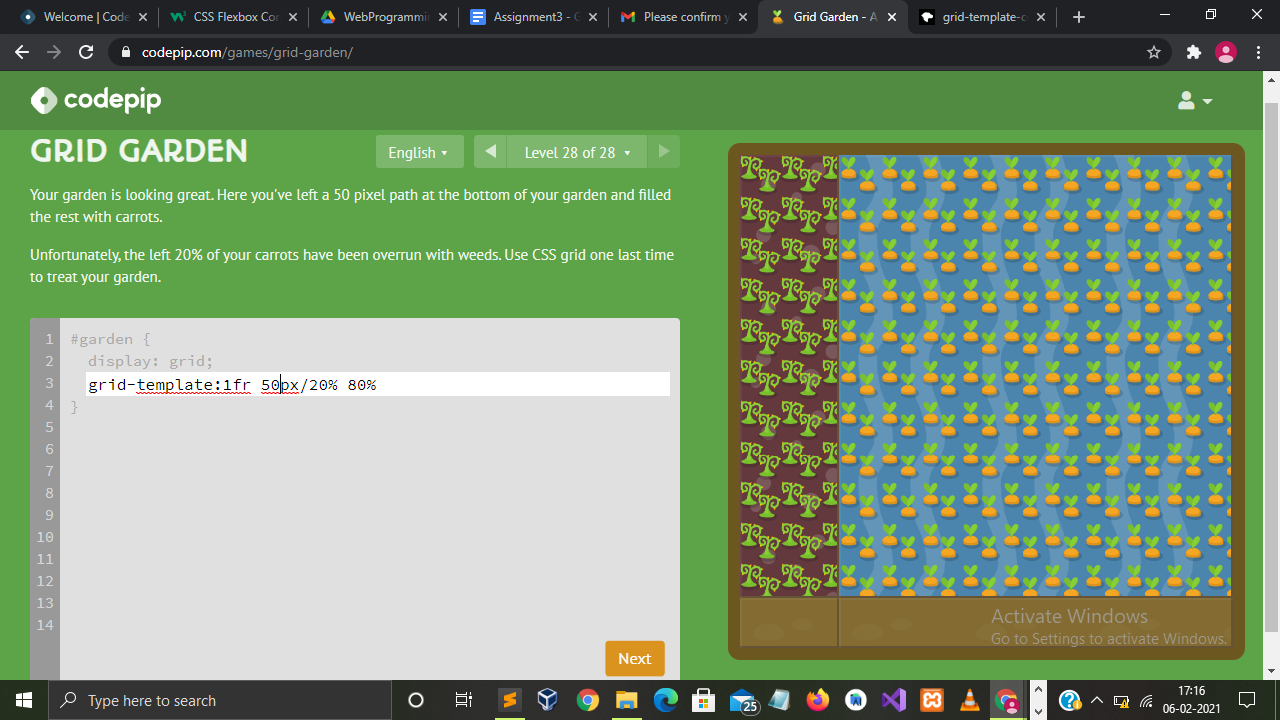 Welcome | Code
CSS Flexbox Con
WebProgrammi
Assignment3 - G
Please confirm y
Grid Garden - A
grid-template-c
codepip.com/games/grid-garden/
codepip
GRID GARDEN
English
Level 28 of 28
Your garden is looking great. Here you've left a 50 pixel path at the bottom of your garden and filled
the rest with carrots.
Unfortunately, the left 20% of your carrots have been overrun with weeds. Use CSS grid one last time
to treat your garden.
1 #garden {
2 display: grid;
3 grid-template:1fr 50px/20% 80%
4 }
5
6
7
8
9
10
11
12
13
14
Next
Activate Windows
Go to Settings to activate Windows.
Type here to search
25
17:16
06-02-2021